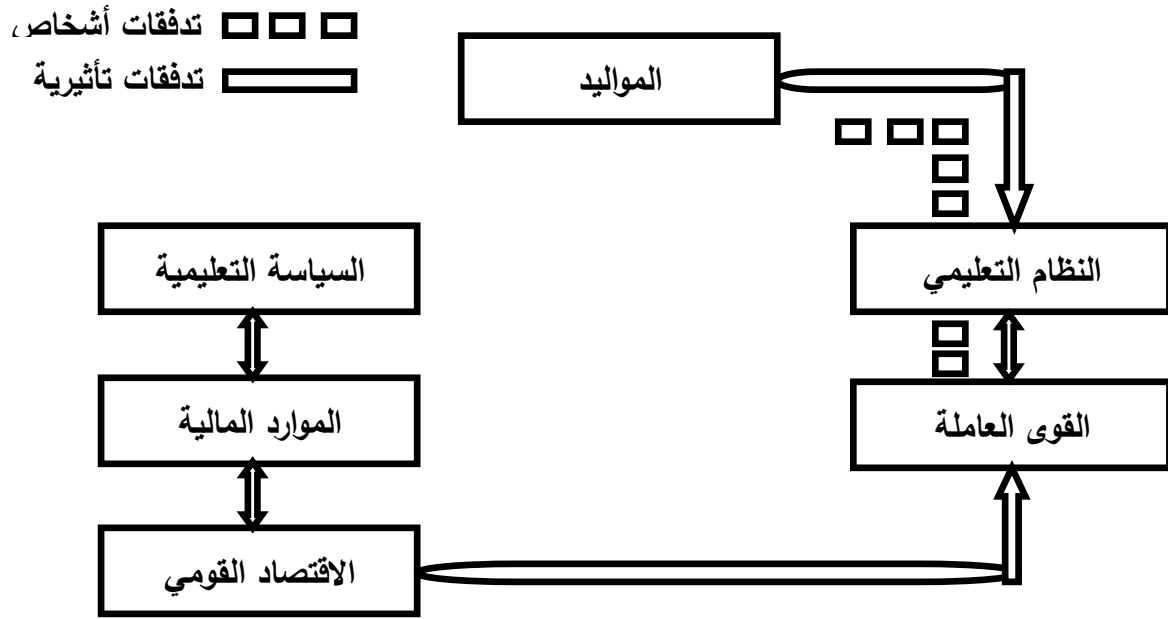 تدفقات أشخاص
تدفقات تأثيرية
المواليد
النظام التعليمي
السياسة التعليمية
القوى العاملة
الموارد المالية
الاقتصاد القومي